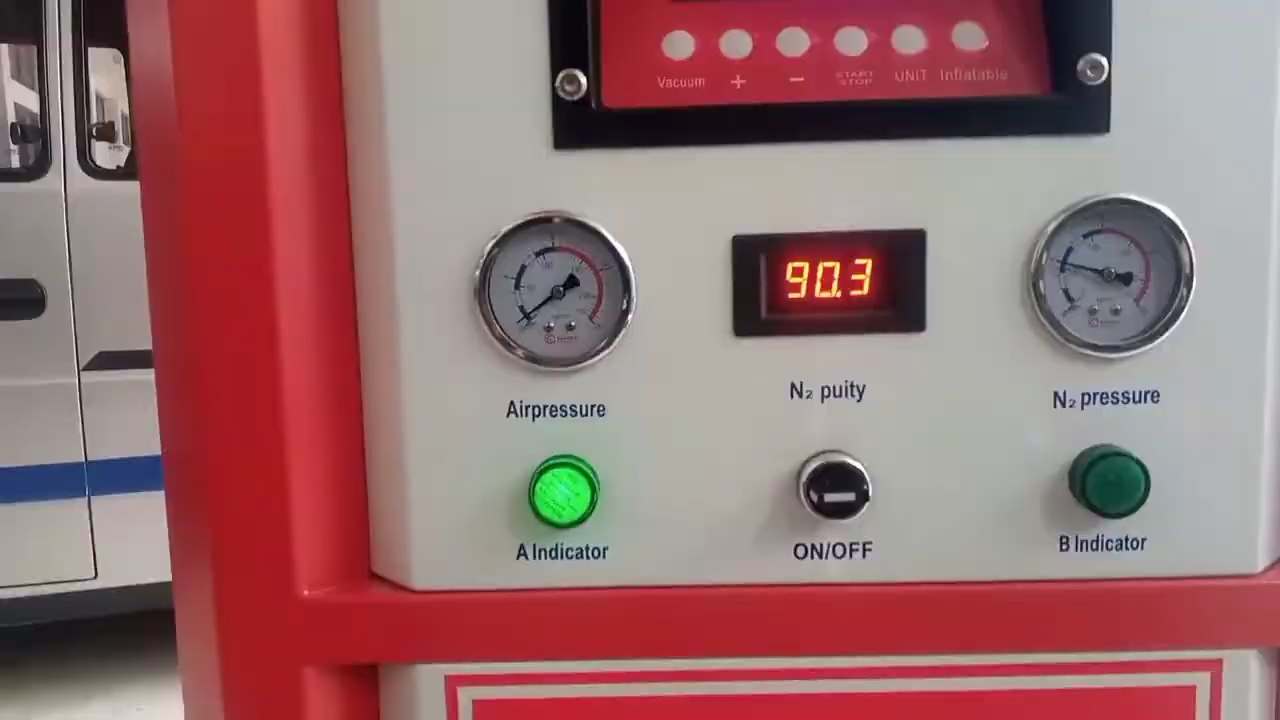 Vacuum + − START STOP UNIT Inflatable
90.3
Airpressure
N₂ puity
N₂ pressure
A Indicator
ON/OFF
B Indicator